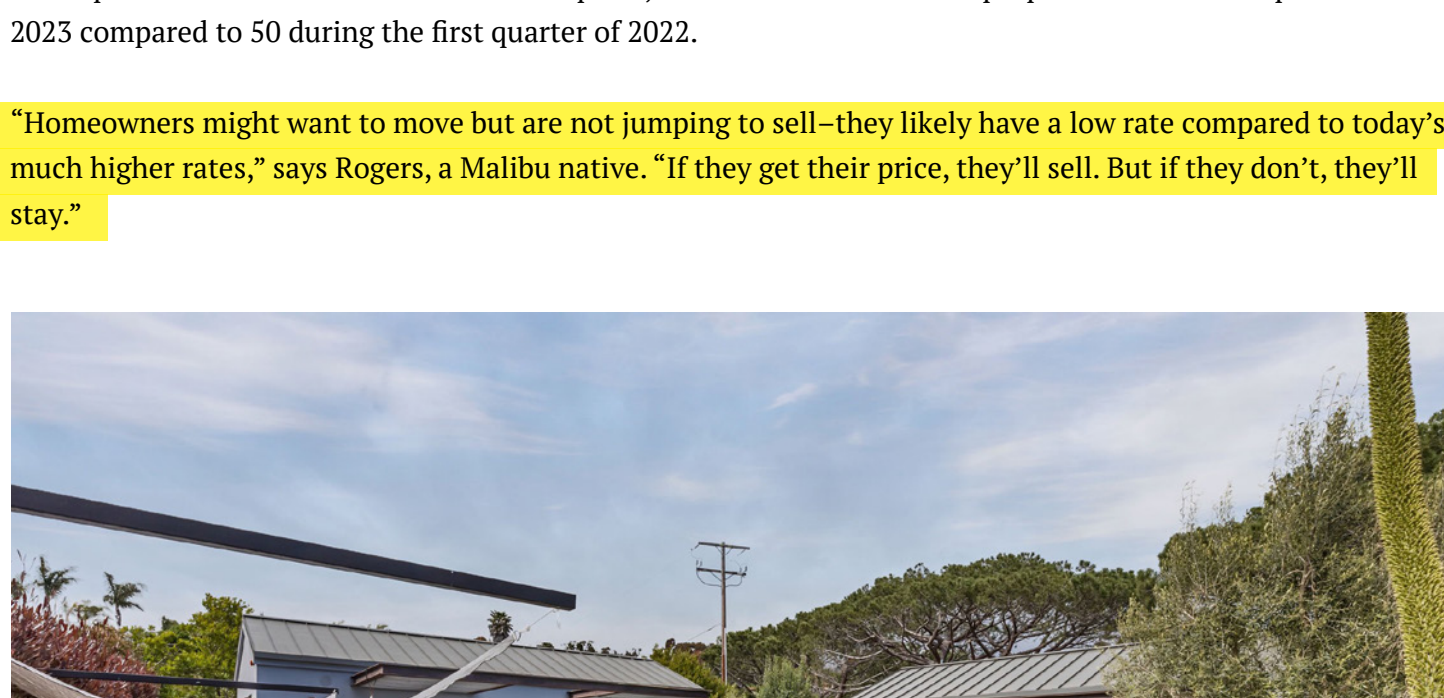 2023 compared to 50 during the first quarter of 2022.
“Homeowners might want to move but are not jumping to sell–they likely have a low rate compared to today’s
much higher rates,” says Rogers, a Malibu native. “If they get their price, they’ll sell. But if they don’t, they’ll
stay.”